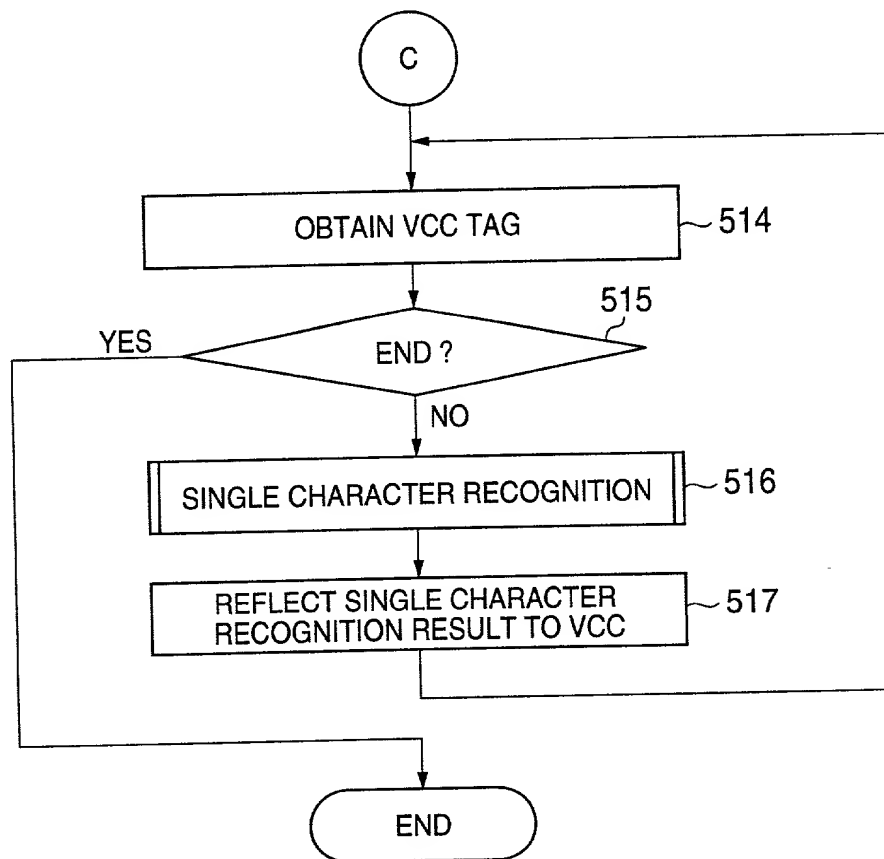 C
OBTAIN VCC TAG
514
515
YES
END ?
NO
SINGLE CHARACTER RECOGNITION
516
REFLECT SINGLE CHARACTER
RECOGNITION RESULT TO VCC
517
END